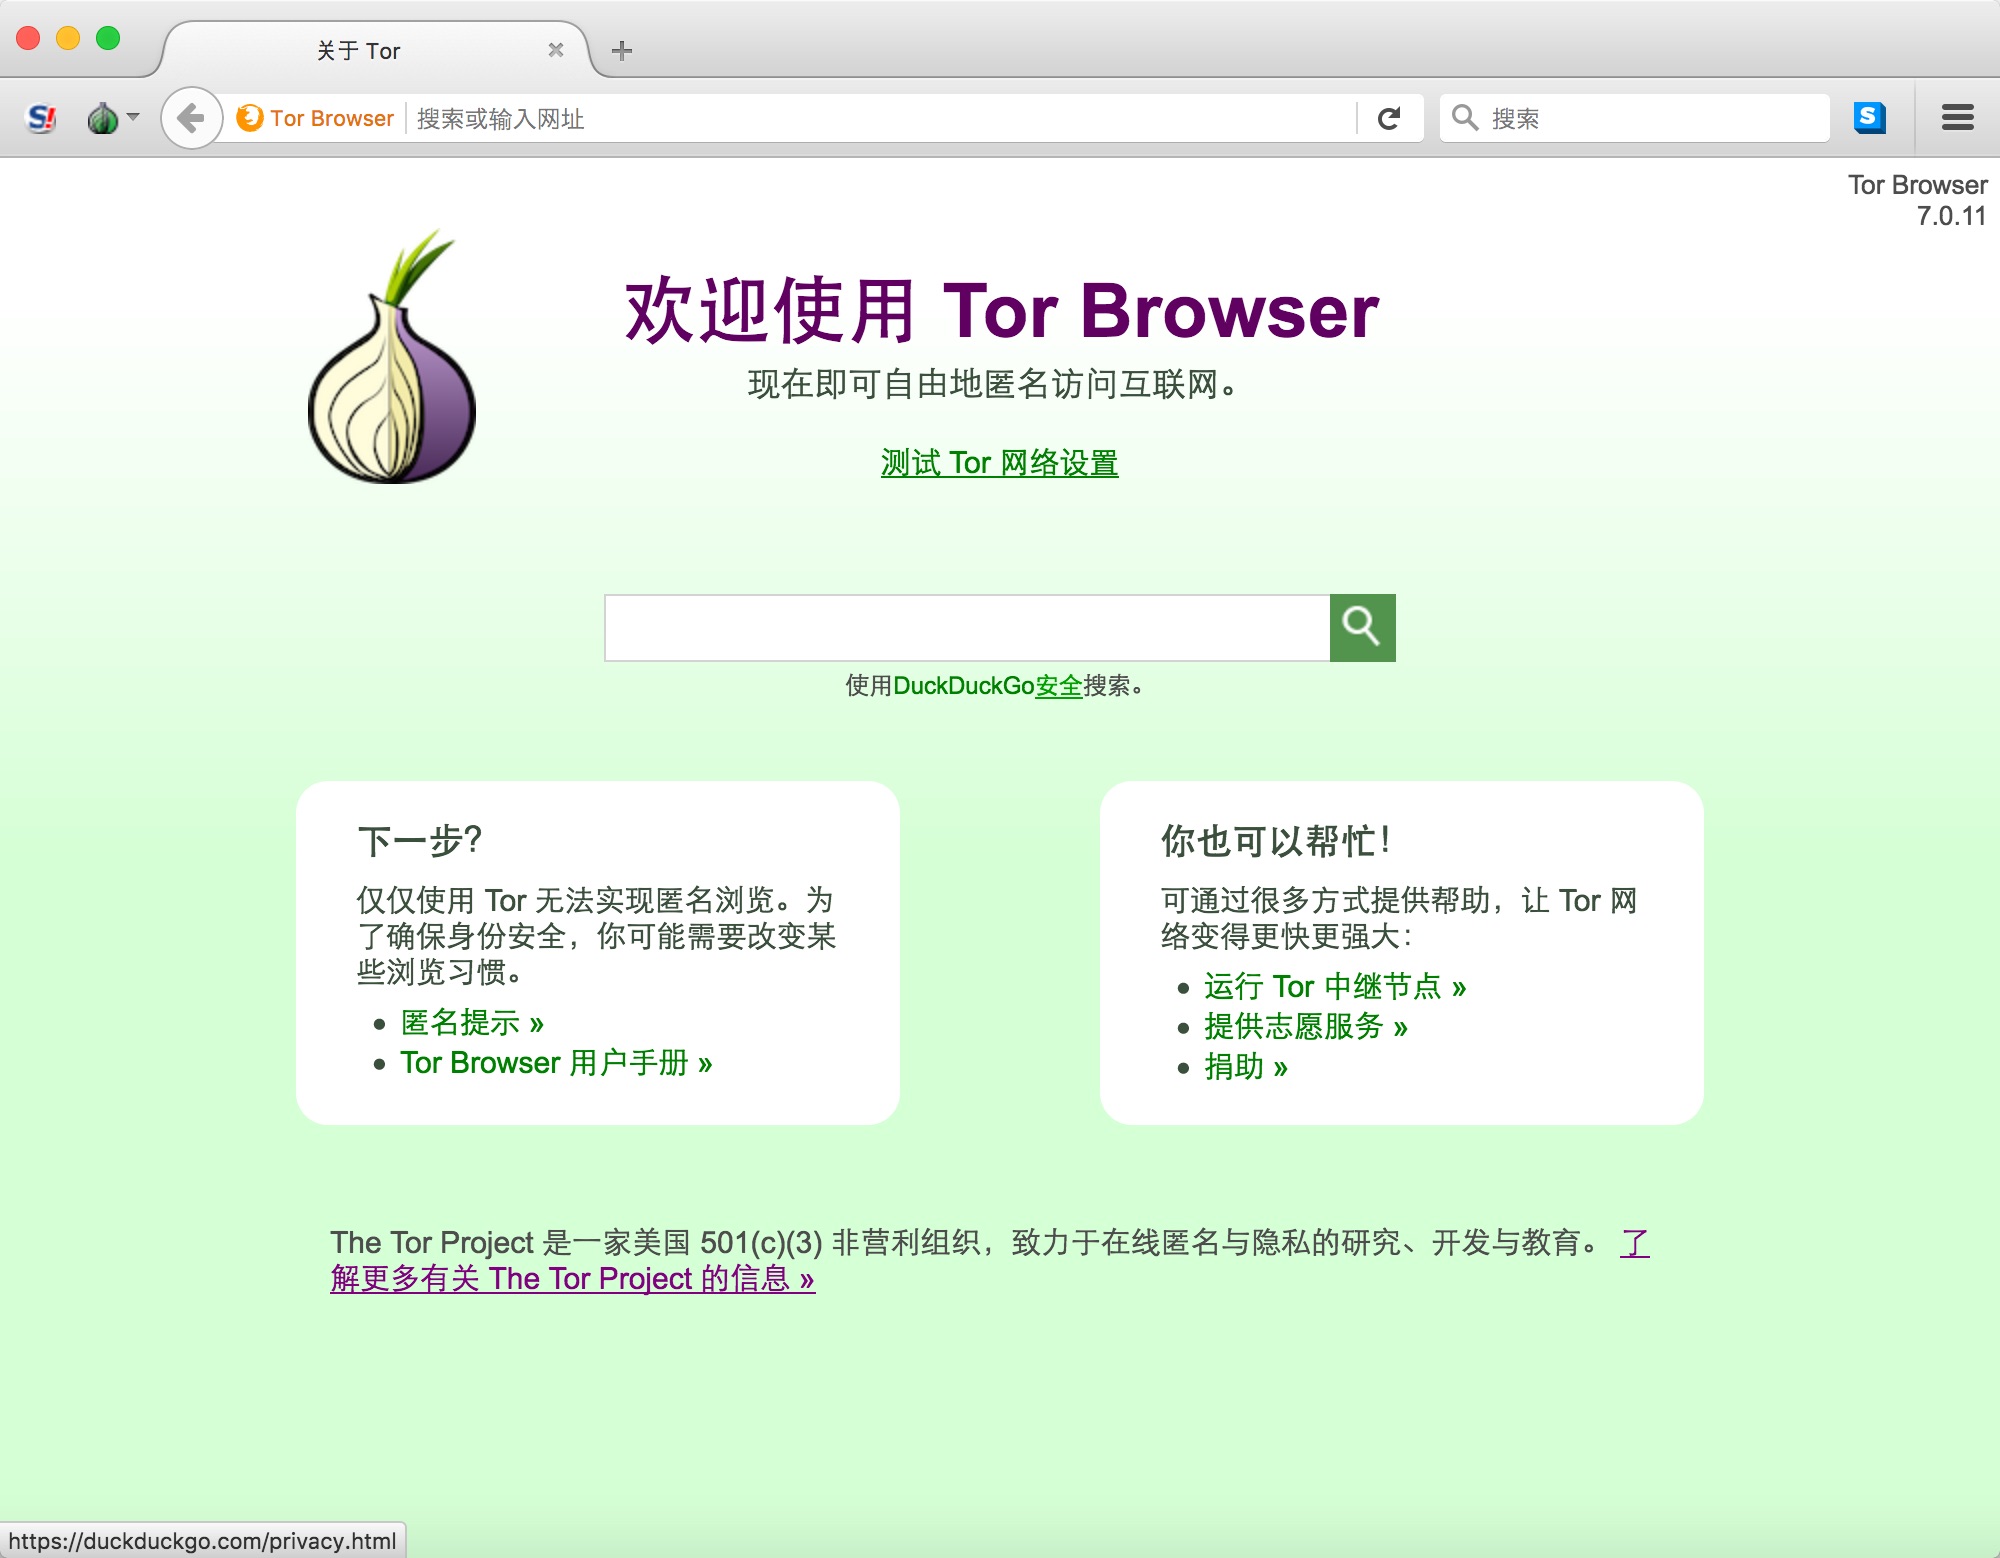 关于 Tor
Tor Browser
搜索或输入网址
搜索
Tor Browser
7.0.11
欢迎使用 Tor Browser
现在即可自由地匿名访问互联网。
测试 Tor 网络设置
使用DuckDuckGo安全搜索。
下一步？
仅仅使用 Tor 无法实现匿名浏览。为
了确保身份安全，你可能需要改变某
些浏览习惯。
匿名提示 »
Tor Browser 用户手册 »
你也可以帮忙！
可通过很多方式提供帮助，让 Tor 网
络变得更快更强大：
运行 Tor 中继节点 »
提供志愿服务 »
捐助 »
The Tor Project 是一家美国 501(c)(3) 非营利组织，致力于在线匿名与隐私的研究、开发与教育。 了
解更多有关 The Tor Project 的信息 »
https://duckduckgo.com/privacy.html